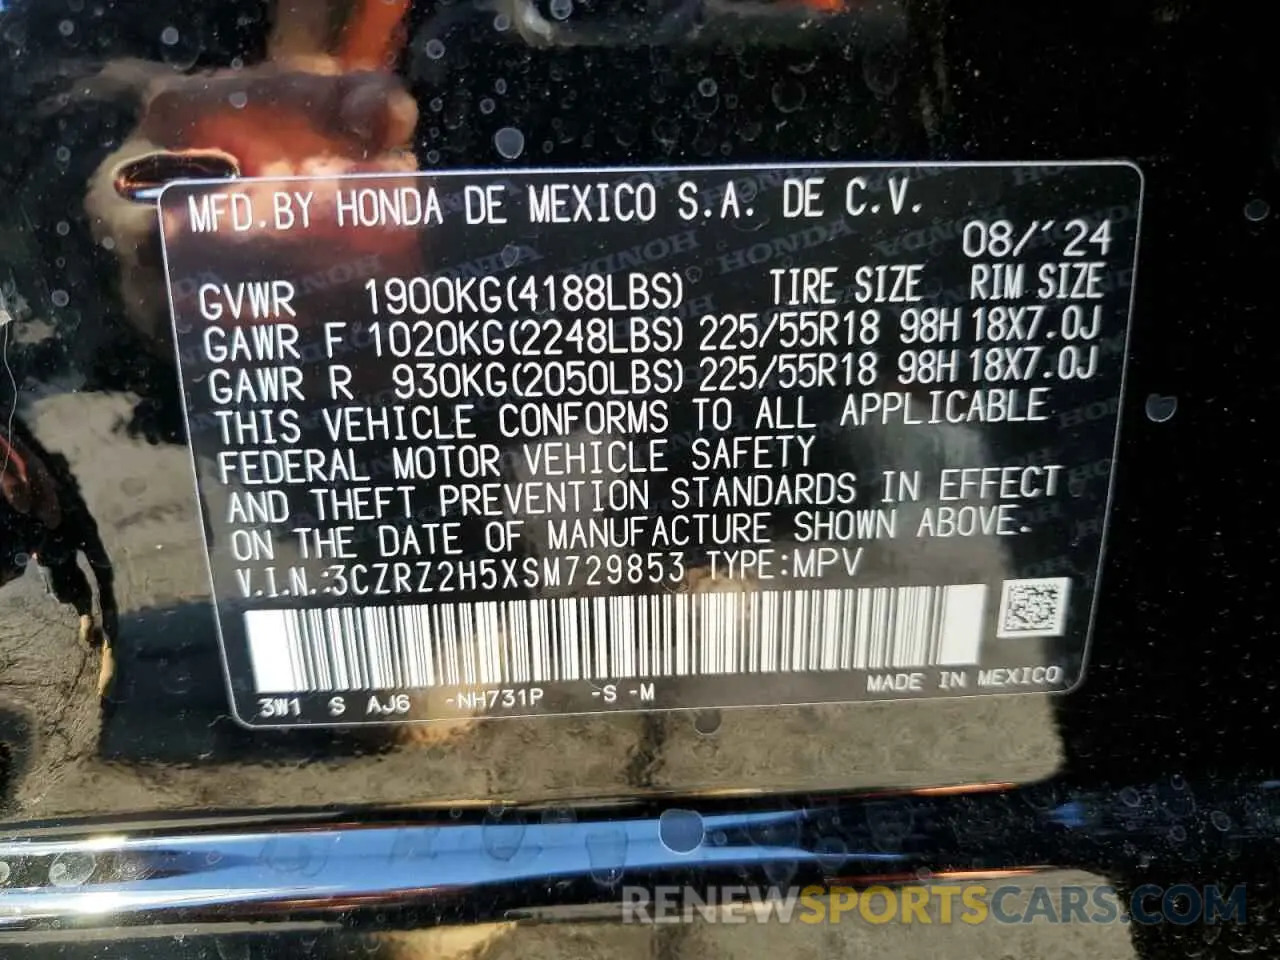 MFD.BY HONDA DE MEXICO S.A. DE C.V.
08/´24
GVWR 1900KG(4188LBS) TIRE SIZE RIM SIZE
GAWR F 1020KG(2248LBS) 225/55R18 98H 18X7.0J
GAWR R 930KG(2050LBS) 225/55R18 98H 18X7.0J
THIS VEHICLE CONFORMS TO ALL APPLICABLE
FEDERAL MOTOR VEHICLE SAFETY
AND THEFT PREVENTION STANDARDS IN EFFECT
ON THE DATE OF MANUFACTURE SHOWN ABOVE.
V.I.N.:3CZRZ2H5XSM729853 TYPE:MPV
3W1 S AJ6 -NH731P -S -M MADE IN MEXICO
RENEWSPORTSCARS.COM